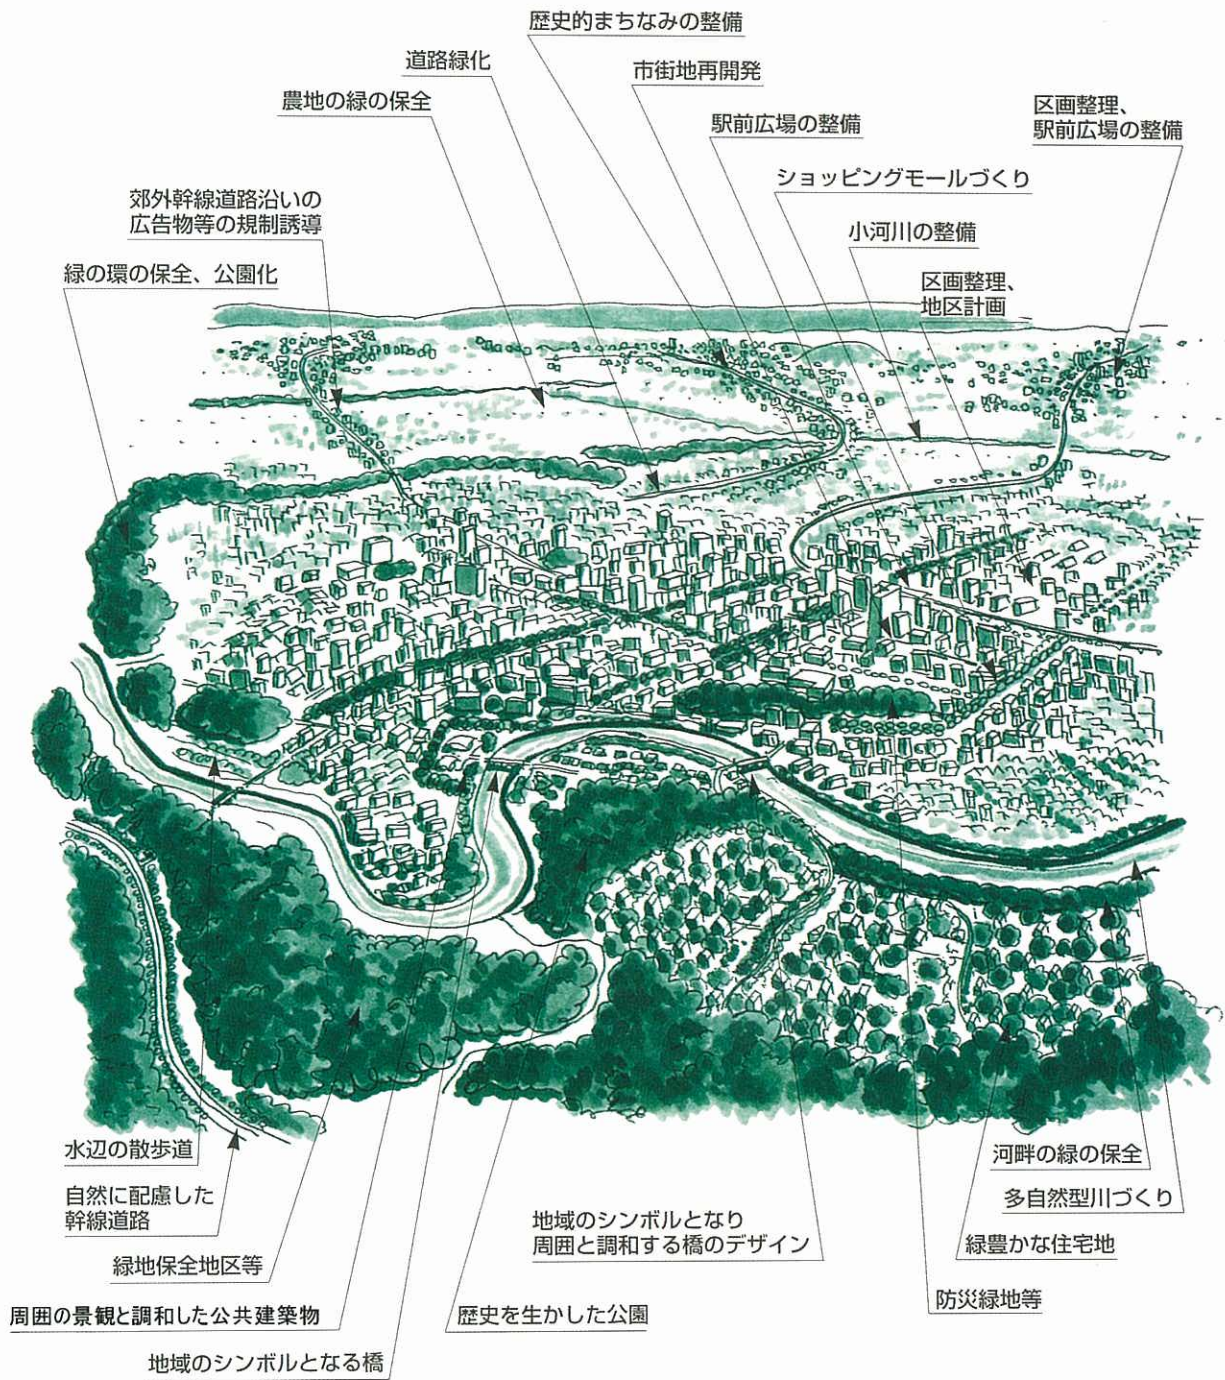 歴史的まちなみの整備
道路緑化
市街地再開発
農地の緑の保全
駅前広場の整備
区画整理、
駅前広場の整備
ショッピングモールづくり
郊外幹線道路沿いの
広告物等の規制誘導
小河川の整備
緑の環の保全、公園化
区画整理、
地区計画
水辺の散歩道
河畔の緑の保全
自然に配慮した
幹線道路
多自然型川づくり
地域のシンボルとなり
周囲と調和する橋のデザイン
緑豊かな住宅地
緑地保全地区等
防災緑地等
周囲の景観と調和した公共建築物
歴史を生かした公園
地域のシンボルとなる橋